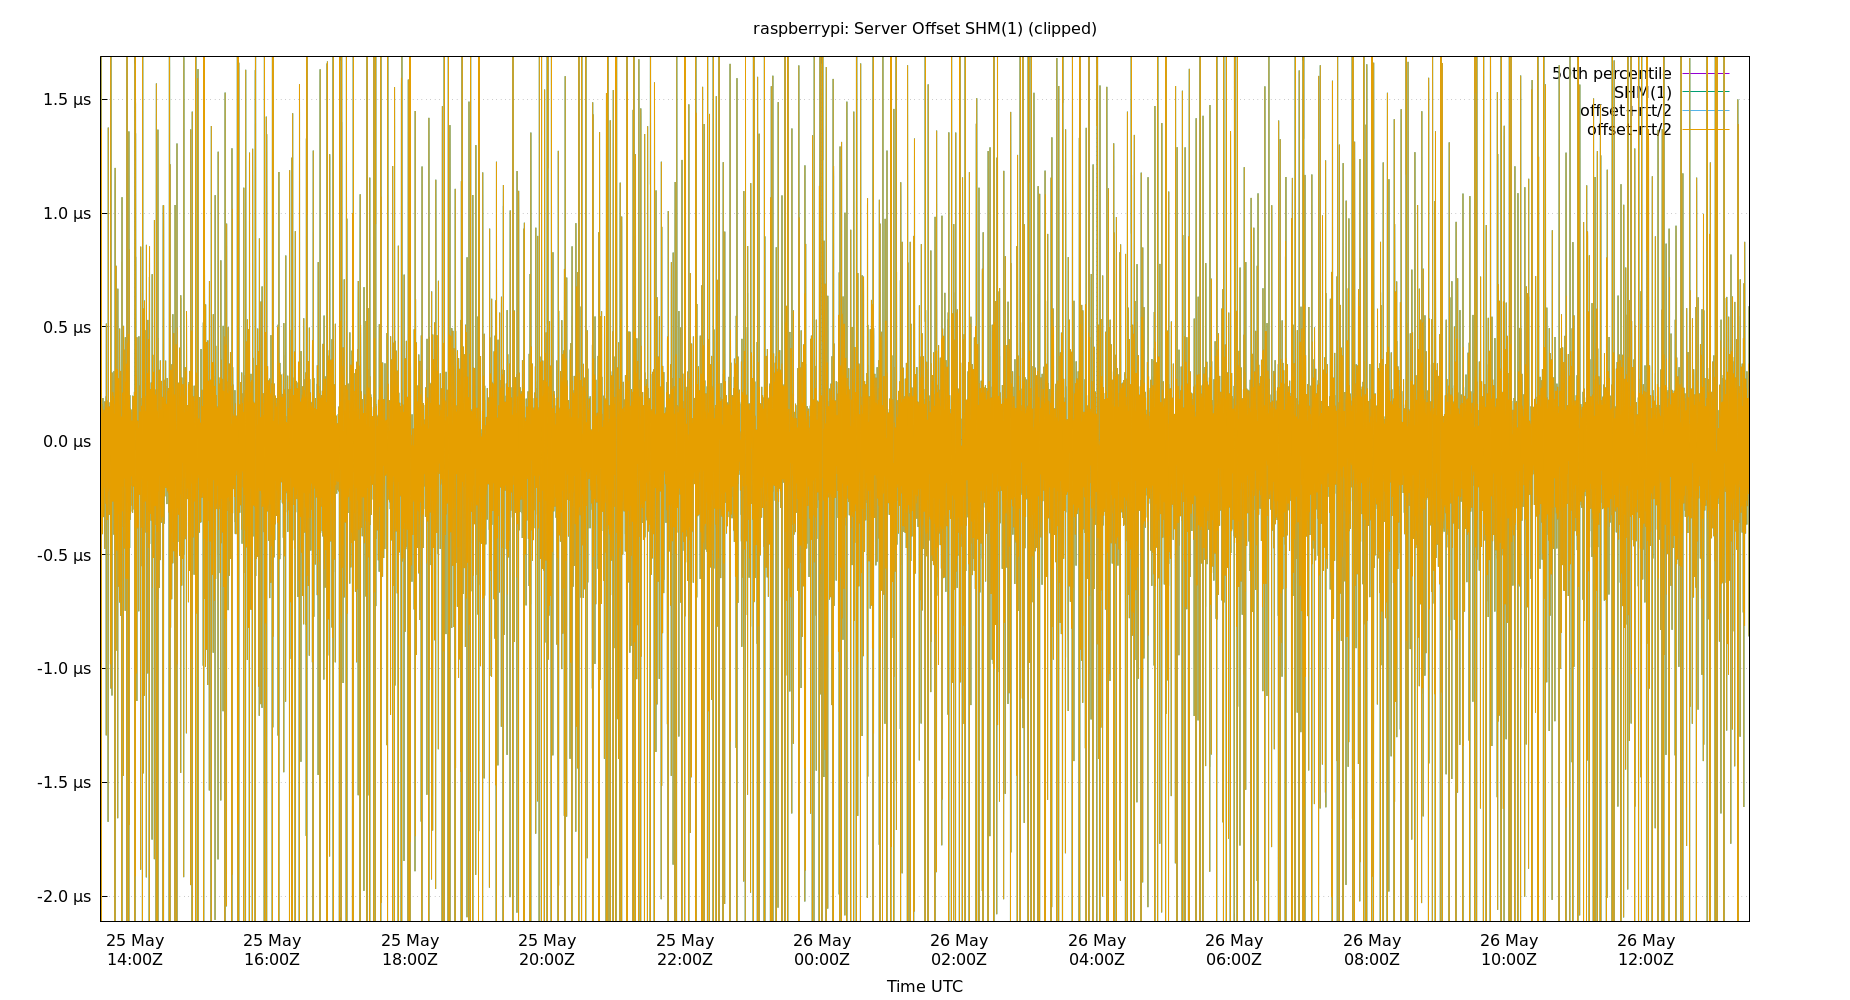 raspberrypi: Server Offset SHM(1) (clipped)
50th percentile
SHM(1)
offset+rtt/2
offset-rtt/2
1.5 µs
1.0 µs
0.5 µs
0.0 µs
-0.5 µs
-1.0 µs
-1.5 µs
-2.0 µs
25 May 25 May 25 May 25 May 25 May 26 May 26 May 26 May 26 May 26 May 26 May 26 May
14:00Z 16:00Z 18:00Z 20:00Z 22:00Z 00:00Z 02:00Z 04:00Z 06:00Z 08:00Z 10:00Z 12:00Z
Time UTC